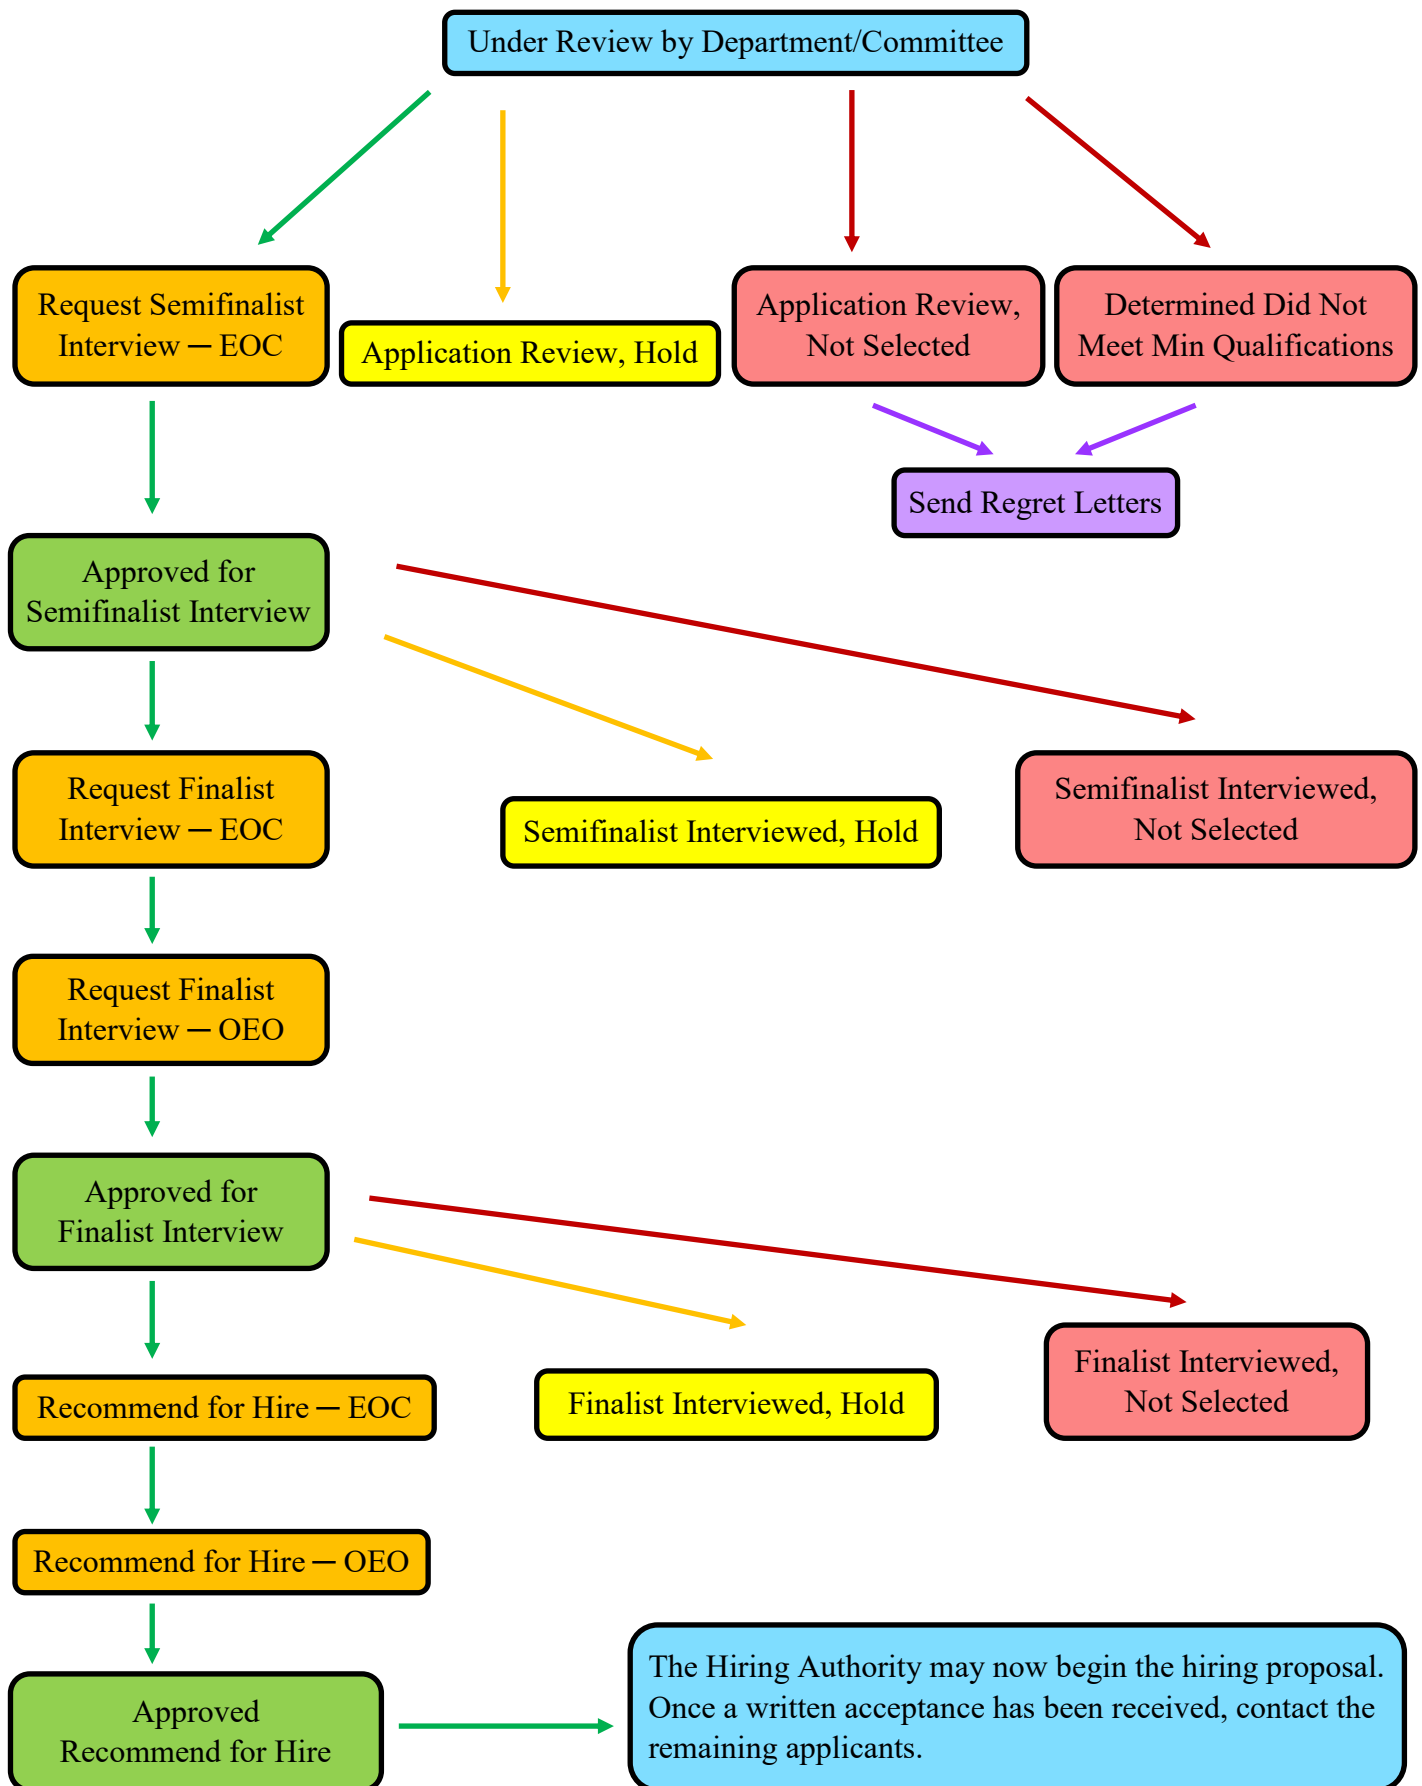 Under Review by Department/Committee
Request Semifinalist
Interview — EOC
Application Review, Hold
Application Review,
Not Selected
Determined Did Not
Meet Min Qualifications
Send Regret Letters
Approved for
Semifinalist Interview
Request Finalist
Interview — EOC
Semifinalist Interviewed, Hold
Semifinalist Interviewed,
Not Selected
Request Finalist
Interview — OEO
Approved for
Finalist Interview
Recommend for Hire — EOC
Finalist Interviewed, Hold
Finalist Interviewed,
Not Selected
Recommend for Hire — OEO
Approved
Recommend for Hire
The Hiring Authority may now begin the hiring proposal.
Once a written acceptance has been received, contact the
remaining applicants.